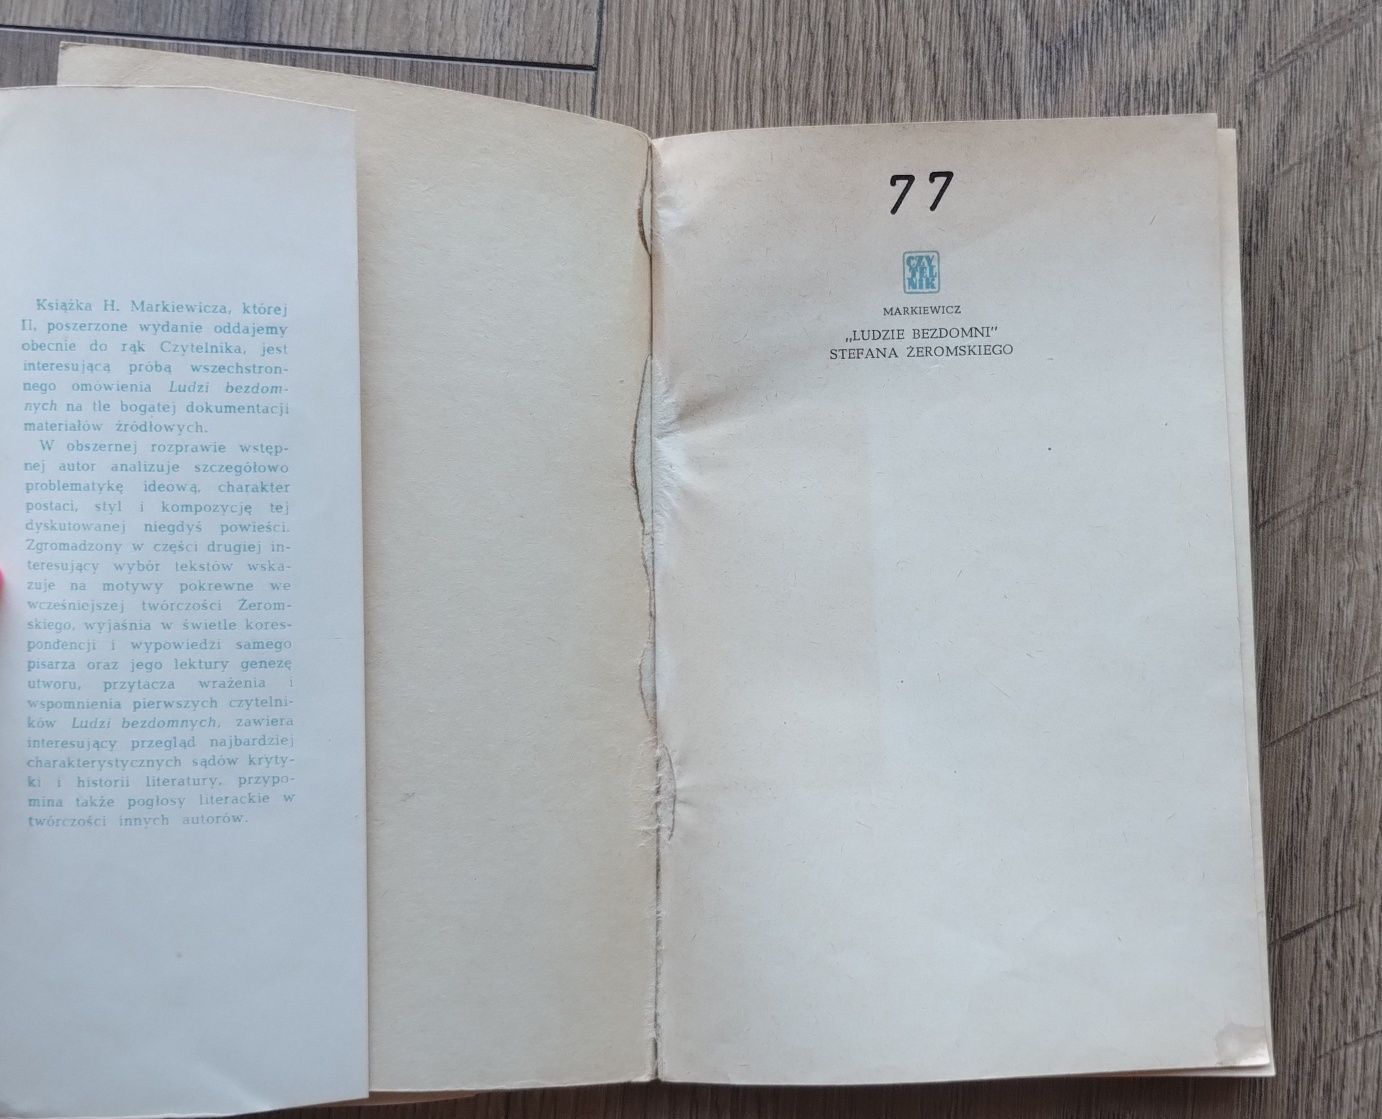 Książka H. Markiewicza, której
II, poszerzone wydanie oddajemy
obecnie do rąk Czytelnika, jest
interesującą próbą wszechstron-
nego omówienia Ludzi bezdom-
nych na tle bogatej dokumentacji
materiałów źródłowych.
W obszernej rozprawie wstęp-
nej autor analizuje szczegółowo
problematykę ideową, charakter
postaci, styl i kompozycję tej
dyskutowanej niegdyś powieści.
Zgromadzony w części drugiej in-
teresujący wybór tekstów wska-
zuje na motywy pokrewne we
wcześniejszej twórczości Żerom-
skiego, wyjaśnia w świetle kores-
pondencji i wypowiedzi samego
pisarza oraz jego lektury genezę
utworu, przytacza wrażenia i
wspomnienia pierwszych czytelni-
ków Ludzi bezdomnych, zawiera
interesujący przegląd najbardziej
charakterystycznych sądów kryty-
ki i historii literatury, przypo-
mina także pogłosy literackie w
twórczości innych autorów.
77
CZY
TEL
NIK
MARKIEWICZ
„LUDZIE BEZDOMNI"
STEFANA ŻEROMSKIEGO